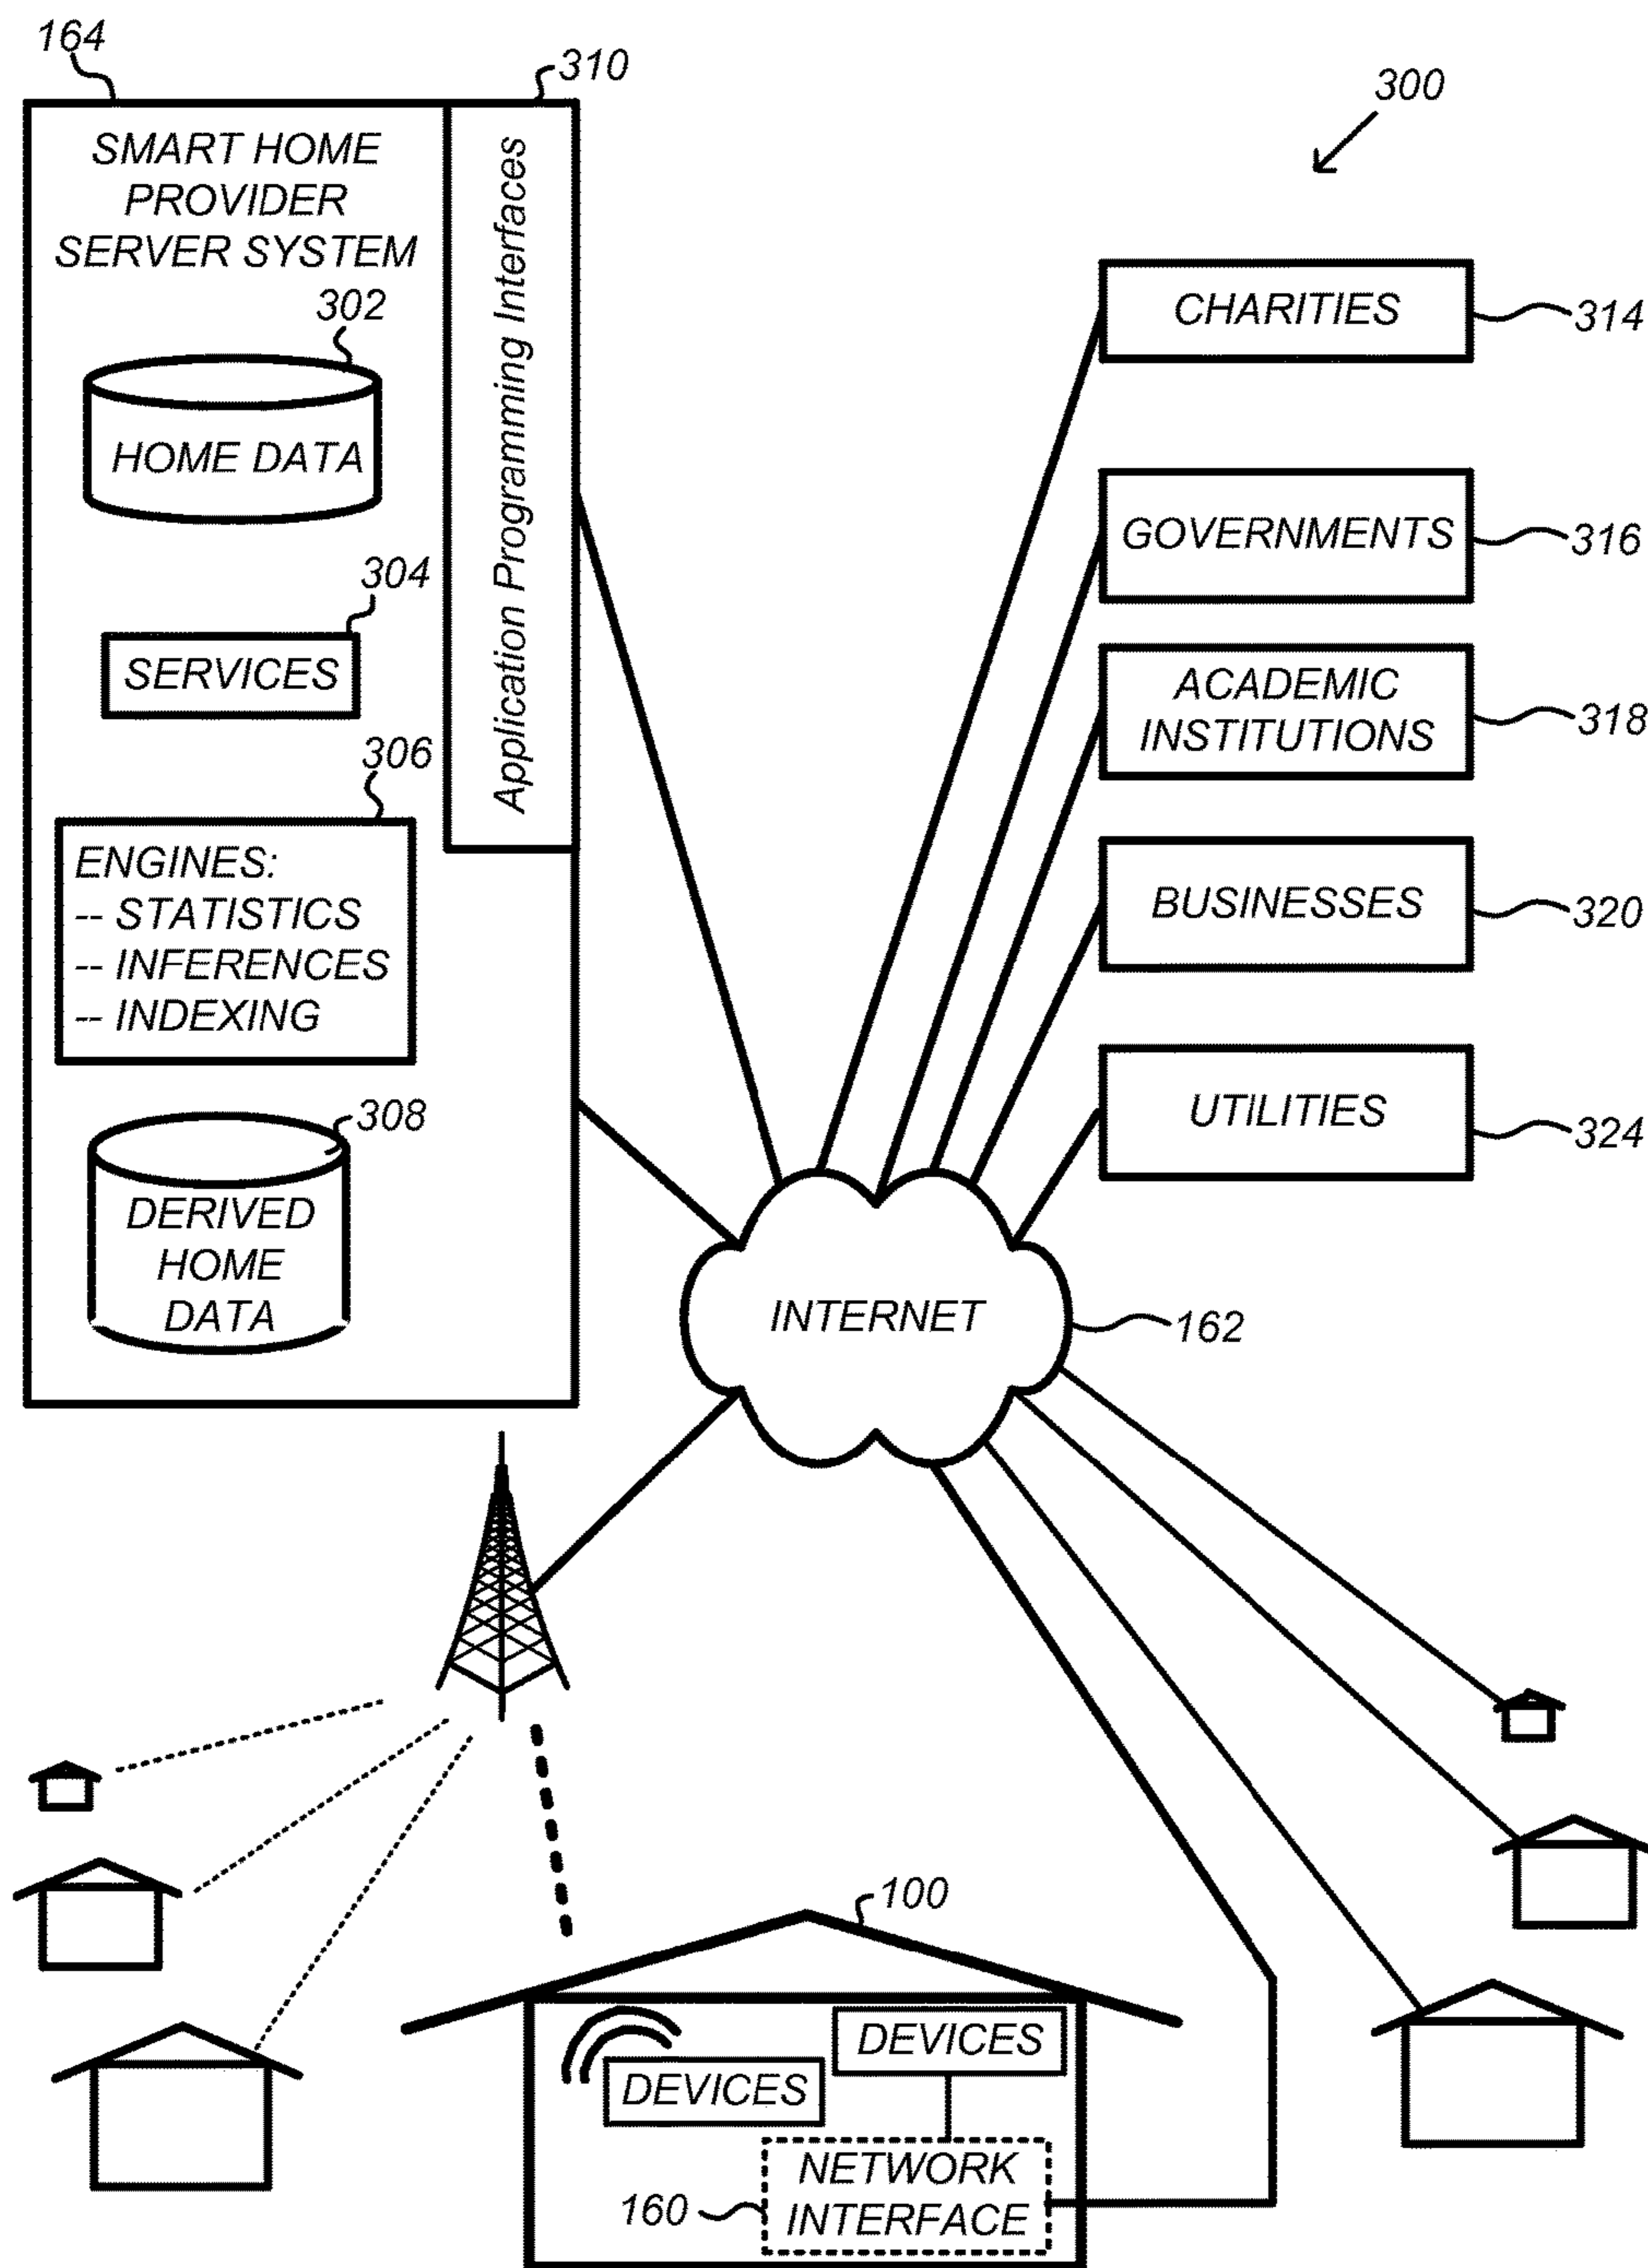 164
310
300
SMART HOME
PROVIDER
SERVER SYSTEM
Application Programming Interfaces
302
HOME DATA
304
SERVICES
306
ENGINES:
-- STATISTICS
-- INFERENCES
-- INDEXING
308
DERIVED
HOME
DATA
CHARITIES
314
GOVERNMENTS
316
ACADEMIC
INSTITUTIONS
318
BUSINESSES
320
UTILITIES
324
INTERNET
162
100
DEVICES
DEVICES
NETWORK
INTERFACE
160